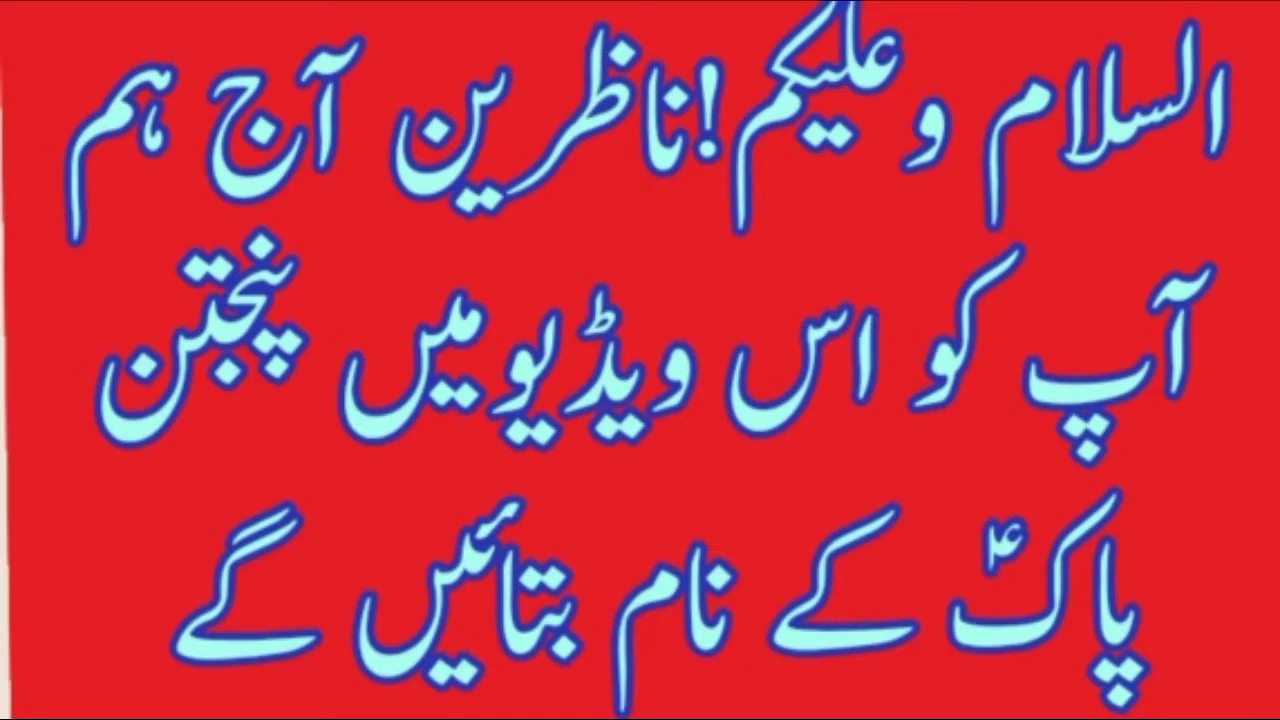 السلام و علیکم!ناظرین آج ہم
آپ کو اس ویڈیو میں پنجتن
پاکؑ کے نام بتائیں گے